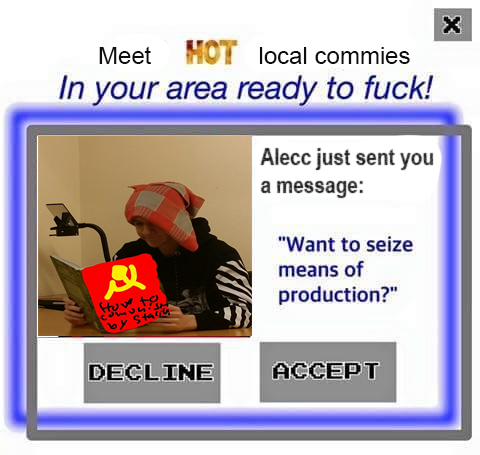 Meet HOT local commies
In your area ready to fuck!
Alecc just sent you
a message:
"Want to seize
means of
production?"
How to
by
DECLINE ACCEPT